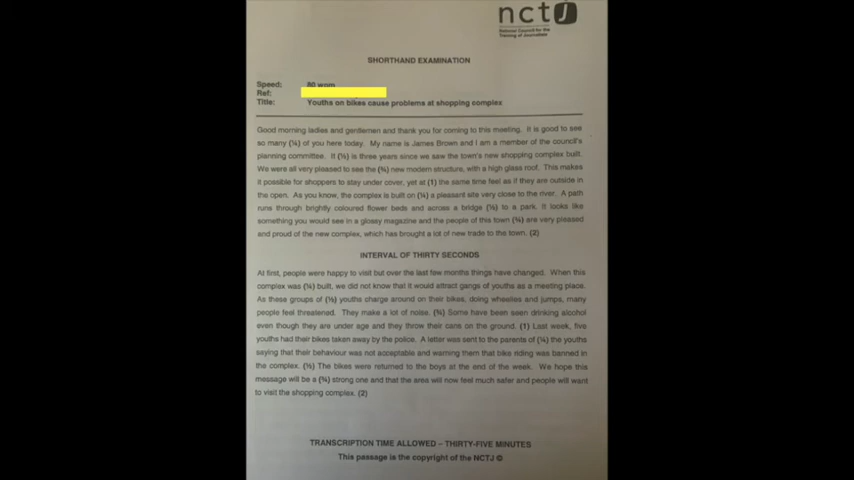 nctj
National Council for the
Training of Journalists
SHORTHAND EXAMINATION
Speed: 80 wpm
Ref:
Title: Youths on bikes cause problems at shopping complex
Good morning ladies and gentlemen and thank you for coming to this meeting. It is good to see
so many (¼) of you here today. My name is James Brown and I am a member of the council's
planning committee. It (½) is three years since we saw the town's new shopping complex built.
We were all very pleased to see the (¾) new modern structure, with a high glass roof. This makes
it possible for shoppers to stay under cover, yet at (1) the same time feel as if they are outside in
the open. As you know, the complex is built on (¼) a pleasant site very close to the river. A path
runs through brightly coloured flower beds and across a bridge (½) to a park. It looks like
something you would see in a glossy magazine and the people of this town (¾) are very pleased
and proud of the new complex, which has brought a lot of new trade to the town. (2)
INTERVAL OF THIRTY SECONDS
At first, people were happy to visit but over the last few months things have changed. When this
complex was (¼) built, we did not know that it would attract gangs of youths as a meeting place.
As these groups of (½) youths charge around on their bikes, doing wheelies and jumps, many
people feel threatened. They make a lot of noise. (¾) Some have been seen drinking alcohol
even though they are under age and they throw their cans on the ground. (1) Last week, five
youths had their bikes taken away by the police. A letter was sent to the parents of (¼) the youths
saying that their behaviour was not acceptable and warning them that bike riding was banned in
the complex. (½) The bikes were returned to the boys at the end of the week. We hope this
message will be a (¾) strong one and that the area will now feel much safer and people will want
to visit the shopping complex. (2)
TRANSCRIPTION TIME ALLOWED – THIRTY-FIVE MINUTES
This passage is the copyright of the NCTJ ©